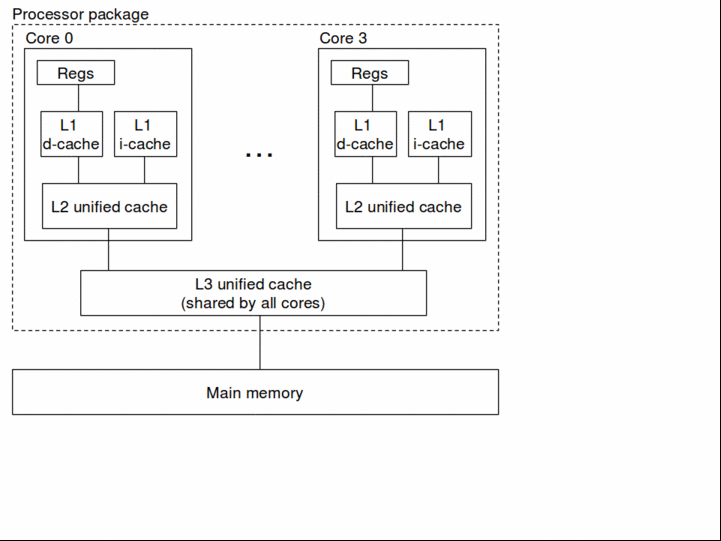 Processor package
Core 0
Regs
L1
d-cache
L1
i-cache
L2 unified cache
...
Core 3
Regs
L1
d-cache
L1
i-cache
L2 unified cache
L3 unified cache
(shared by all cores)
Main memory